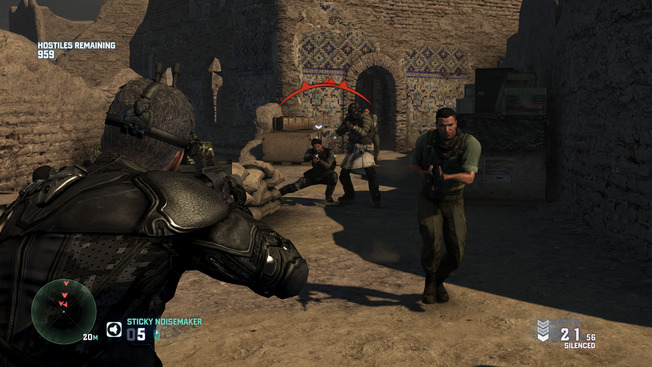 HOSTILES REMAINING
959
20M
STICKY NOISEMAKER
05
21 56
SILENCED